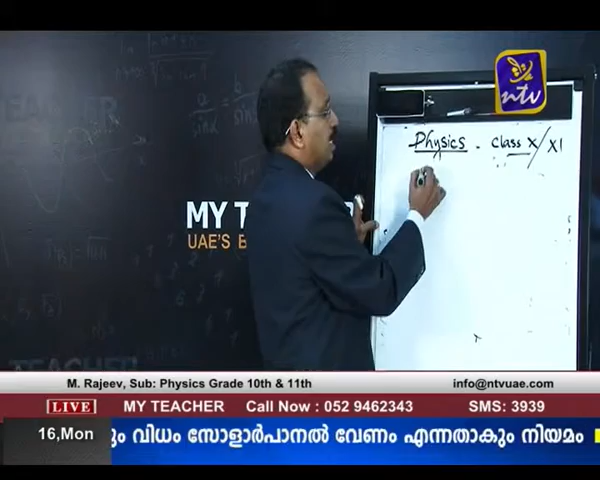 ntv
Physics - Class X/XI
MY T
UAE'S B
M. Rajeev, Sub: Physics Grade 10th & 11th
info@ntvuae.com
LIVE
MY TEACHER
Call Now : 052 9462343
SMS: 3939
16,Mon
വിധം സോളാർപാനൽ വേണം എന്നതാകും നിയമം